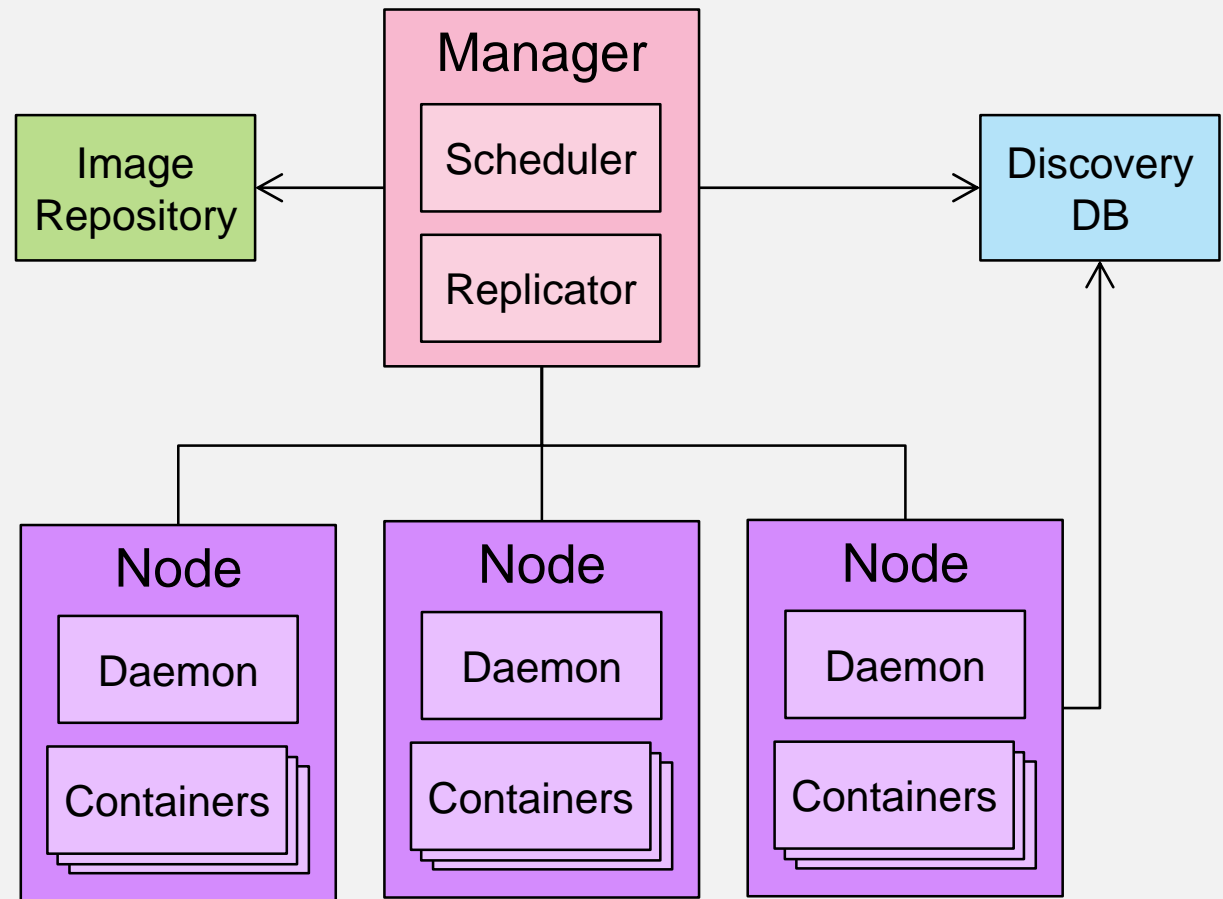 Manager
Scheduler
Replicator
Image
Repository
Discovery
DB
Node
Daemon
Containers
Node
Daemon
Containers
Node
Daemon
Containers